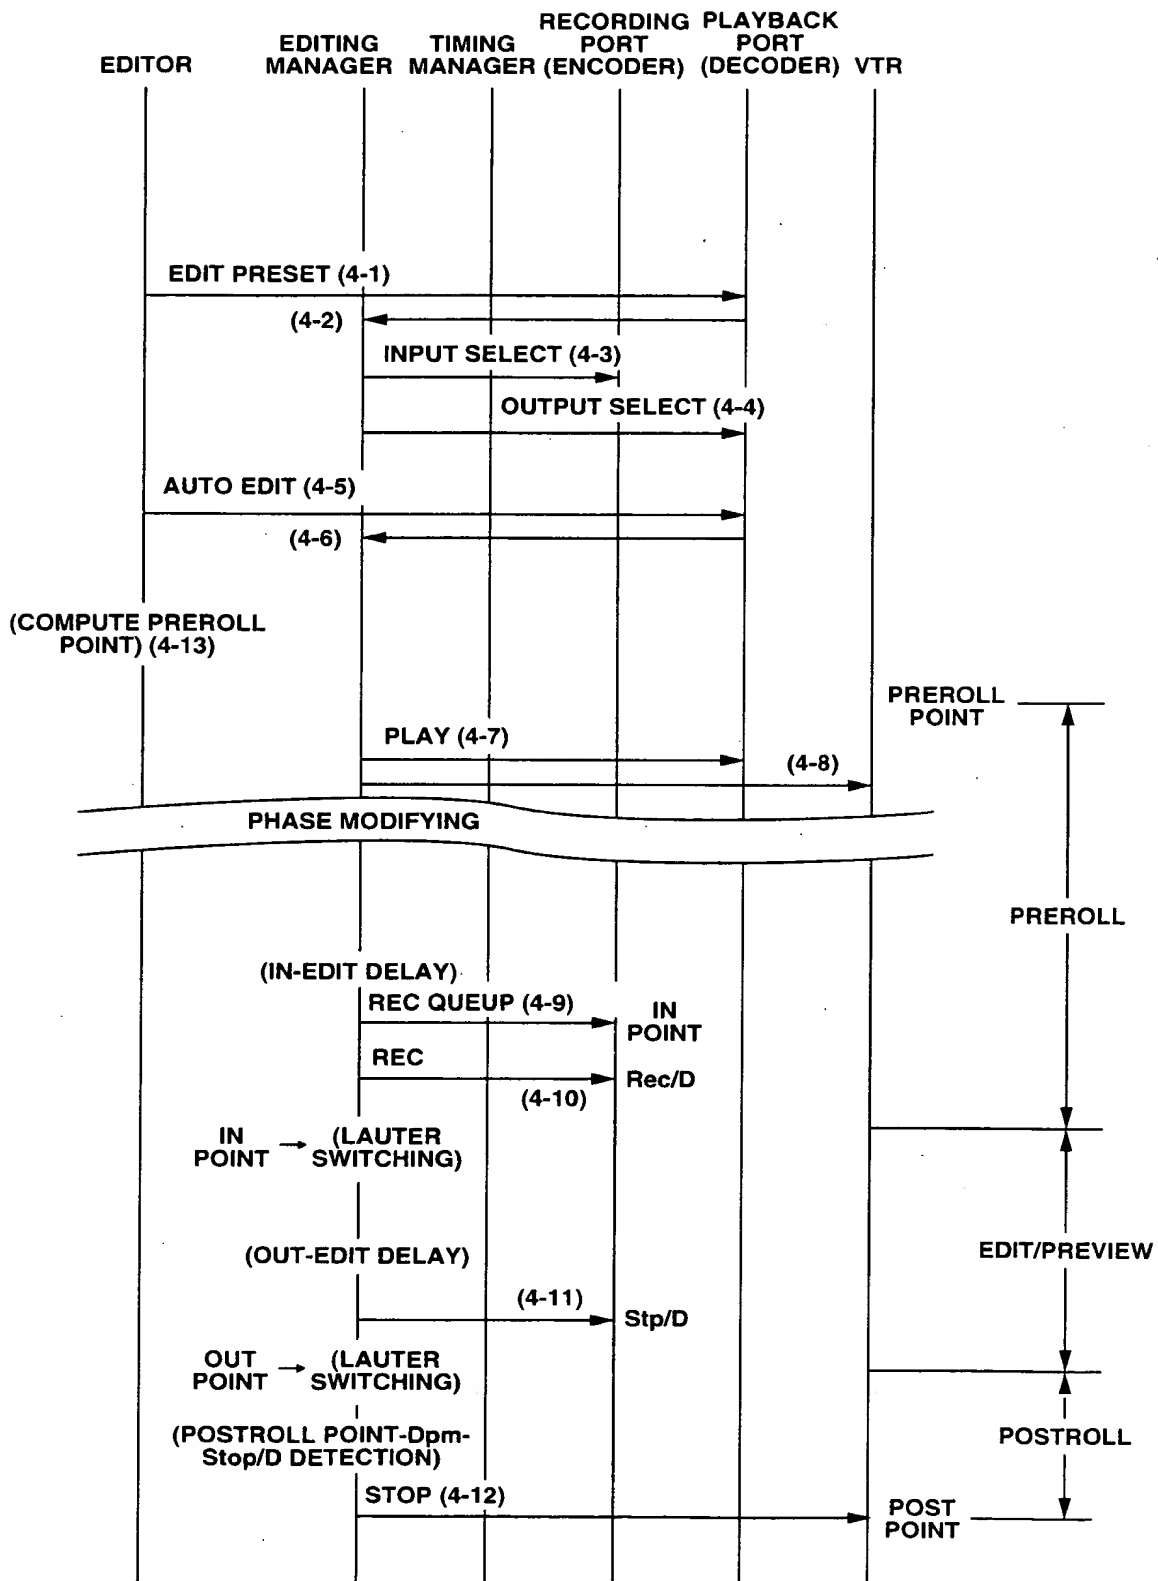 EDITOR
EDITING
MANAGER
TIMING
MANAGER
RECORDING
PORT
(ENCODER)
PLAYBACK
PORT
(DECODER)
VTR
EDIT PRESET (4-1)
(4-2)
INPUT SELECT (4-3)
OUTPUT SELECT (4-4)
AUTO EDIT (4-5)
(4-6)
(COMPUTE PREROLL
POINT) (4-13)
PREROLL
POINT
PLAY (4-7)
(4-8)
PHASE MODIFYING
PREROLL
(IN-EDIT DELAY)
REC QUEUP (4-9)
IN
POINT
REC
Rec/D
(4-10)
IN
POINT
(LAUTER
SWITCHING)
(OUT-EDIT DELAY)
EDIT/PREVIEW
(4-11)
Stp/D
OUT
POINT
(LAUTER
SWITCHING)
(POSTROLL POINT-Dpm-
Stop/D DETECTION)
POSTROLL
STOP (4-12)
POST
POINT